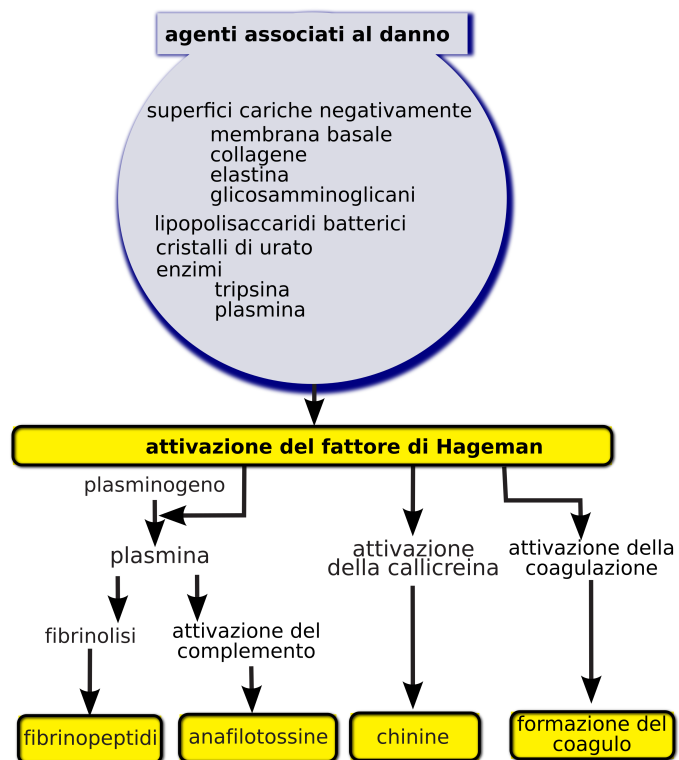 agenti associati al danno
superfici cariche negativamente
membrana basale
collagene
elastina
glicosamminoglicani
lipopolisaccaridi batterici
cristalli di urato
enzimi
tripsina
plasmina
attivazione del fattore di Hageman
plasminogeno
plasmina
attivazione
della callicreina
attivazione della
coagulazione
fibrinolisi
attivazione del
complemento
fibrinopeptidi
anafilotossine
chinine
formazione del
coagulo